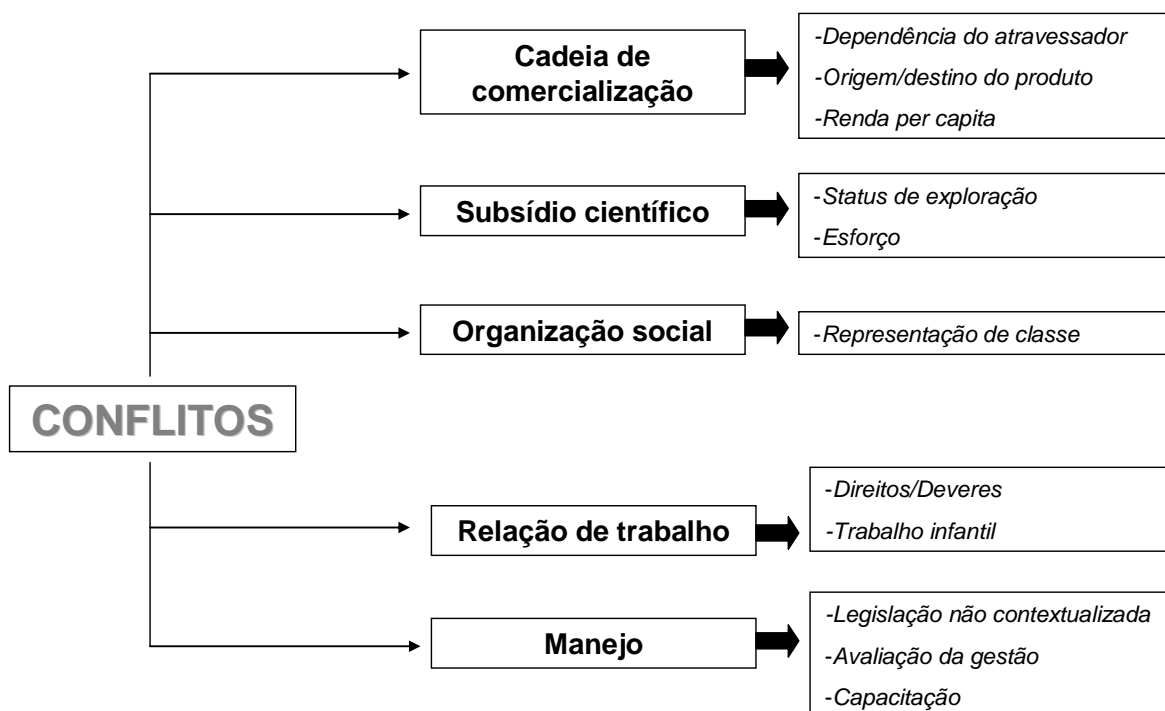 Cadeia de
comercialização
-Dependência do atravessador
-Origem/destino do produto
-Renda per capita
Subsídio científico
-Status de exploração
-Esforço
Organização social
-Representação de classe
CONFLITOS
Relação de trabalho
-Direitos/Deveres
-Trabalho infantil
Manejo
-Legislação não contextualizada
-Avaliação da gestão
-Capacitação